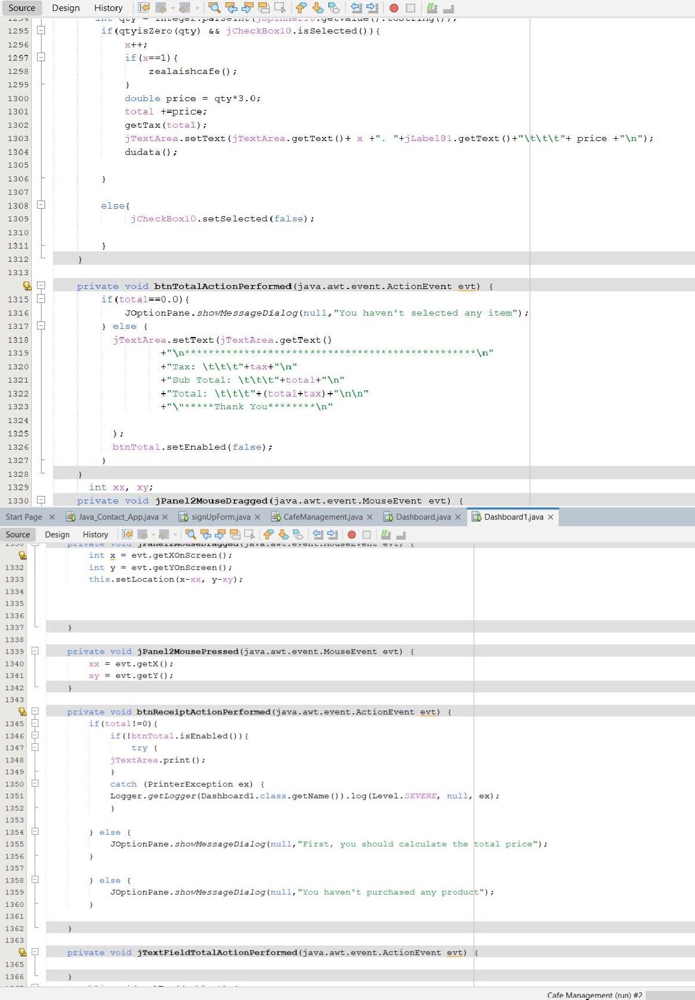 Source Design History
1294 int qty = Integer.parseInt(jSpinner10.getValue().toString());
1295 if(qtyisZero(qty) && jCheckBox10.isSelected()){
1296 x++;
1297 if(x==1){
1298 zealaishcafe();
1299 }
1300 double price = qty*3.0;
1301 total +=price;
1302 getTax(total);
1303 jTextArea.setText(jTextArea.getText()+ x +". "+jLabel81.getText()+"\t\t\t"+ price +"\n");
1304 dudata();
1305
1306 }
1307
1308 else{
1309 jCheckBox10.setSelected(false);
1310
1311 }
1312 }
1313
private void btnTotalActionPerformed(java.awt.event.ActionEvent evt) {
1315 if(total==0.0){
1316 JOptionPane.showMessageDialog(null,"You haven't selected any item");
1317 } else {
1318 jTextArea.setText(jTextArea.getText()
1319 +"\n*************************************************\n"
1320 +"Tax: \t\t\t"+tax+"\n"
1321 +"Sub Total: \t\t\t"+total+"\n"
1322 +"Total: \t\t\t"+(total+tax)+"\n\n"
1323 +"\"*****Thank You********\n"
1324
1325 );
1326 btnTotal.setEnabled(false);
1327 }
1328 }
1329 int xx, xy;
1330 private void jPanel2MouseDragged(java.awt.event.MouseEvent evt) {
Start Page × Java_Contact_App.java × signUpForm.java × CafeManagement.java × Dashboard.java × Dashboard1.java ×
Source Design History
1330 private void jPanel2MouseDragged(java.awt.event.MouseEvent evt) {
int x = evt.getXOnScreen();
1332 int y = evt.getYOnScreen();
1333 this.setLocation(x-xx, y-xy);
1334
1335
1336
1337 }
1338
1339 private void jPanel2MousePressed(java.awt.event.MouseEvent evt) {
1340 xx = evt.getX();
1341 xy = evt.getY();
1342 }
1343
private void btnReceiptActionPerformed(java.awt.event.ActionEvent evt) {
1345 if(total!=0){
1346 if(!btnTotal.isEnabled()){
1347 try {
1348 jTextArea.print();
1349 }
1350 catch (PrinterException ex) {
1351 Logger.getLogger(Dashboard1.class.getName()).log(Level.SEVERE, null, ex);
1352 }
1353
1354 } else {
1355 JOptionPane.showMessageDialog(null,"First, you should calculate the total price");
1356 }
1357
1358 } else {
1359 JOptionPane.showMessageDialog(null,"You haven't purchased any product");
1360 }
1361
1362 }
1363
private void jTextFieldTotalActionPerformed(java.awt.event.ActionEvent evt) {
1365
1366 }
Cafe Management (run) #2